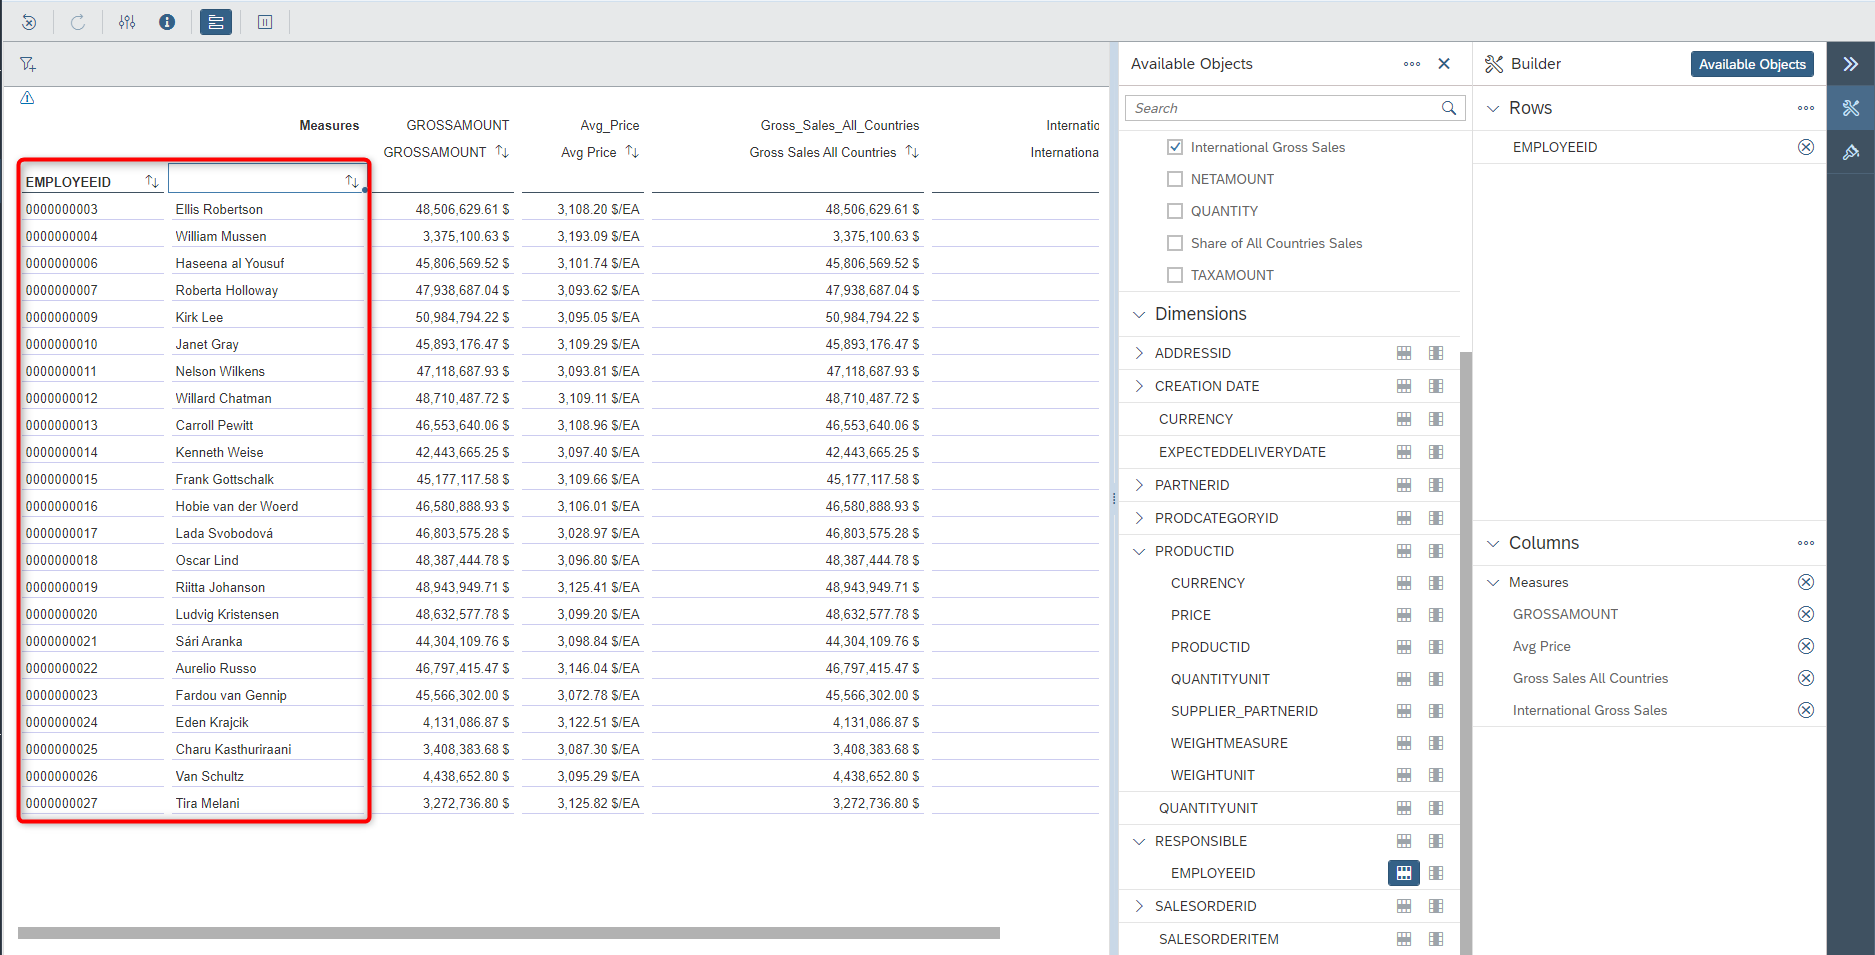 Measures GROSSAMOUNT Avg_Price Gross_Sales_All_Countries Internatio
GROSSAMOUNT Avg Price Gross Sales All Countries Internationa
EMPLOYEEID
0000000003 Ellis Robertson 48,506,629.61 $ 3,108.20 $/EA 48,506,629.61 $
0000000004 William Mussen 3,375,100.63 $ 3,193.09 $/EA 3,375,100.63 $
0000000006 Haseena al Yousuf 45,806,569.52 $ 3,101.74 $/EA 45,806,569.52 $
0000000007 Roberta Holloway 47,938,687.04 $ 3,093.62 $/EA 47,938,687.04 $
0000000009 Kirk Lee 50,984,794.22 $ 3,095.05 $/EA 50,984,794.22 $
0000000010 Janet Gray 45,893,176.47 $ 3,109.29 $/EA 45,893,176.47 $
0000000011 Nelson Wilkens 47,118,687.93 $ 3,093.81 $/EA 47,118,687.93 $
0000000012 Willard Chatman 48,710,487.72 $ 3,109.11 $/EA 48,710,487.72 $
0000000013 Carroll Pewitt 46,553,640.06 $ 3,108.96 $/EA 46,553,640.06 $
0000000014 Kenneth Weise 42,443,665.25 $ 3,097.40 $/EA 42,443,665.25 $
0000000015 Frank Gottschalk 45,177,117.58 $ 3,109.66 $/EA 45,177,117.58 $
0000000016 Hobie van der Woerd 46,580,888.93 $ 3,106.01 $/EA 46,580,888.93 $
0000000017 Lada Svobodová 46,803,575.28 $ 3,028.97 $/EA 46,803,575.28 $
0000000018 Oscar Lind 48,387,444.78 $ 3,096.80 $/EA 48,387,444.78 $
0000000019 Riitta Johanson 48,943,949.71 $ 3,125.41 $/EA 48,943,949.71 $
0000000020 Ludvig Kristensen 48,632,577.78 $ 3,099.20 $/EA 48,632,577.78 $
0000000021 Sári Aranka 44,304,109.76 $ 3,098.84 $/EA 44,304,109.76 $
0000000022 Aurelio Russo 46,797,415.47 $ 3,146.04 $/EA 46,797,415.47 $
0000000023 Fardou van Gennip 45,566,302.00 $ 3,072.78 $/EA 45,566,302.00 $
0000000024 Eden Krajcik 4,131,086.87 $ 3,122.51 $/EA 4,131,086.87 $
0000000025 Charu Kasthuriraani 3,408,383.68 $ 3,087.30 $/EA 3,408,383.68 $
0000000026 Van Schultz 4,438,652.80 $ 3,095.29 $/EA 4,438,652.80 $
0000000027 Tira Melani 3,272,736.80 $ 3,125.82 $/EA 3,272,736.80 $
Available Objects
Search
International Gross Sales
NETAMOUNT
QUANTITY
Share of All Countries Sales
TAXAMOUNT
Dimensions
ADDRESSID
CREATION DATE
CURRENCY
EXPECTEDDELIVERYDATE
PARTNERID
PRODCATEGORYID
PRODUCTID
CURRENCY
PRICE
PRODUCTID
QUANTITYUNIT
SUPPLIER_PARTNERID
WEIGHTMEASURE
WEIGHTUNIT
QUANTITYUNIT
RESPONSIBLE
EMPLOYEEID
SALESORDERID
SALESORDERITEM
Builder Available Objects
Rows
EMPLOYEEID
Columns
Measures
GROSSAMOUNT
Avg Price
Gross Sales All Countries
International Gross Sales